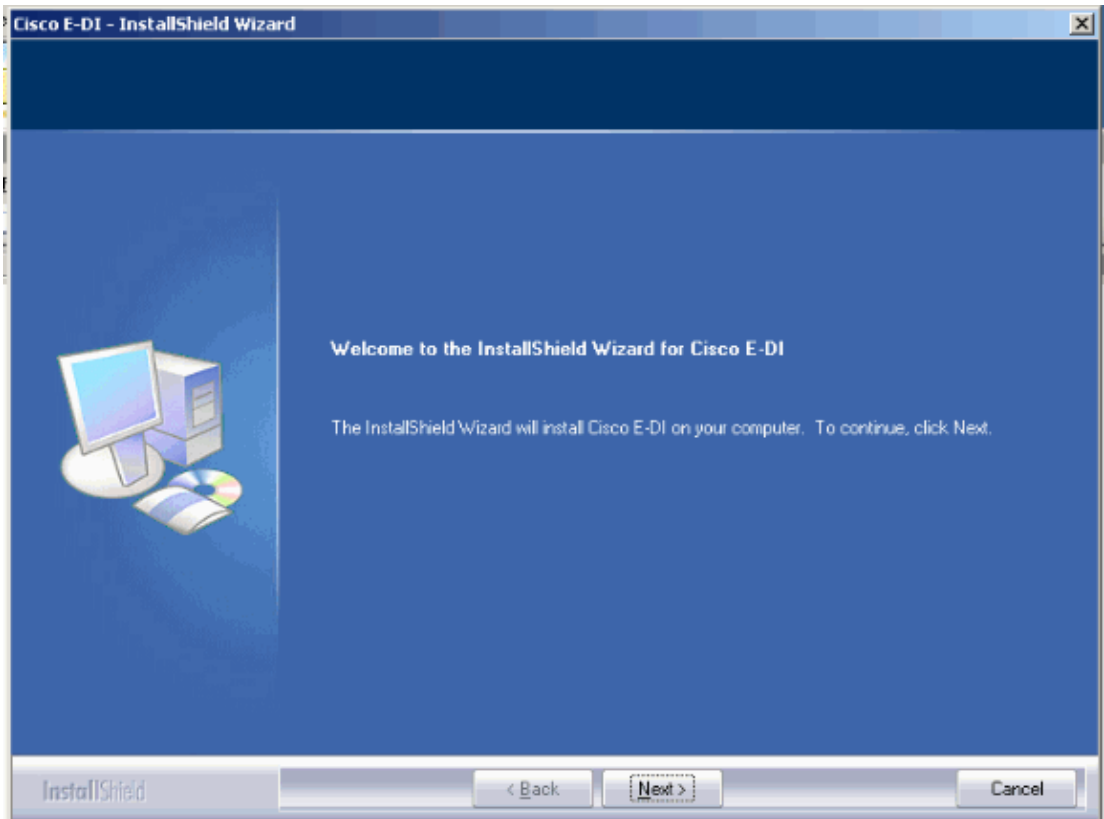 Cisco E-DI - InstallShield Wizard
Welcome to the InstallShield Wizard for Cisco E-DI
The InstallShield Wizard will install Cisco E-DI on your computer. To continue, click Next.
InstallShield
< Back
Next >
Cancel